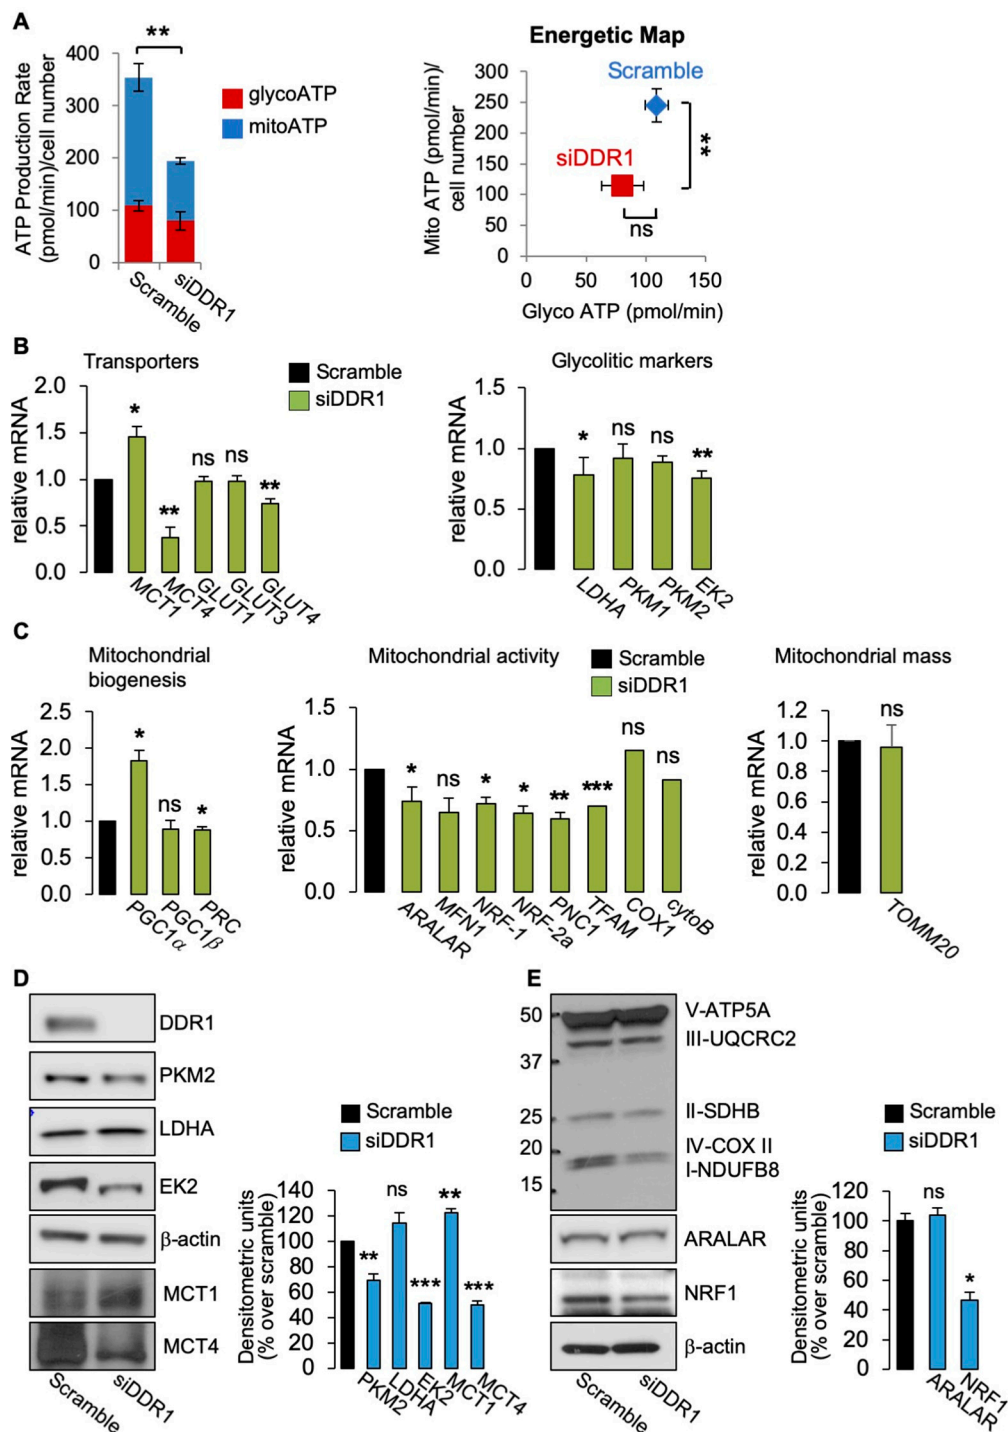 A
ATP Production Rate
(pmol/min)/cell number
400
300
200
100
0
**
Scramble
siDDR1
glycoATP
mitoATP
Energetic Map
Mito ATP (pmol/min)/
cell number
300
250
200
150
100
50
0
Scramble
siDDR1
**
ns
0 50 100 150
Glyco ATP (pmol/min)
B
Transporters
Scramble
siDDR1
relative mRNA
2.0
1.5
1.0
0.5
0.0
* ** ns ns **
MCT1 MCT4 GLUT1 GLUT3 GLUT4
Glycolitic markers
relative mRNA
1.5
1.0
0.5
0.0
* ns ns **
LDHA PKM1 PKM2 EK2
C
Mitochondrial
biogenesis
relative mRNA
2.5
2.0
1.5
1.0
0.5
0.0
* ns *
PGC1α PGC1β PRC
Mitochondrial activity
Scramble
siDDR1
relative mRNA
1.5
1.0
0.5
0.0
* ns * * ** *** ns ns
ARALAR MFN1 NRF-1 NRF-2a PNC1 TFAM COX1 cytoB
Mitochondrial mass
relative mRNA
1.2
1.0
0.8
0.6
0.4
0.2
0.0
ns
TOMM20
D
DDR1
PKM2
LDHA
EK2
β-actin
MCT1
MCT4
Scramble siDDR1
Scramble
siDDR1
Densitometric units
(% over scramble)
140
120
100
80
60
40
20
0
** ns *** ** ***
PKM2 LDHA EK2 MCT1 MCT4
E
50
37
25
20
15
V-ATP5A
III-UQCRC2
II-SDHB
IV-COX II
I-NDUFB8
ARALAR
NRF1
β-actin
Scramble siDDR1
Scramble
siDDR1
Densitometric units
(% over scramble)
120
100
80
60
40
20
0
ns *
ARALAR NRF1